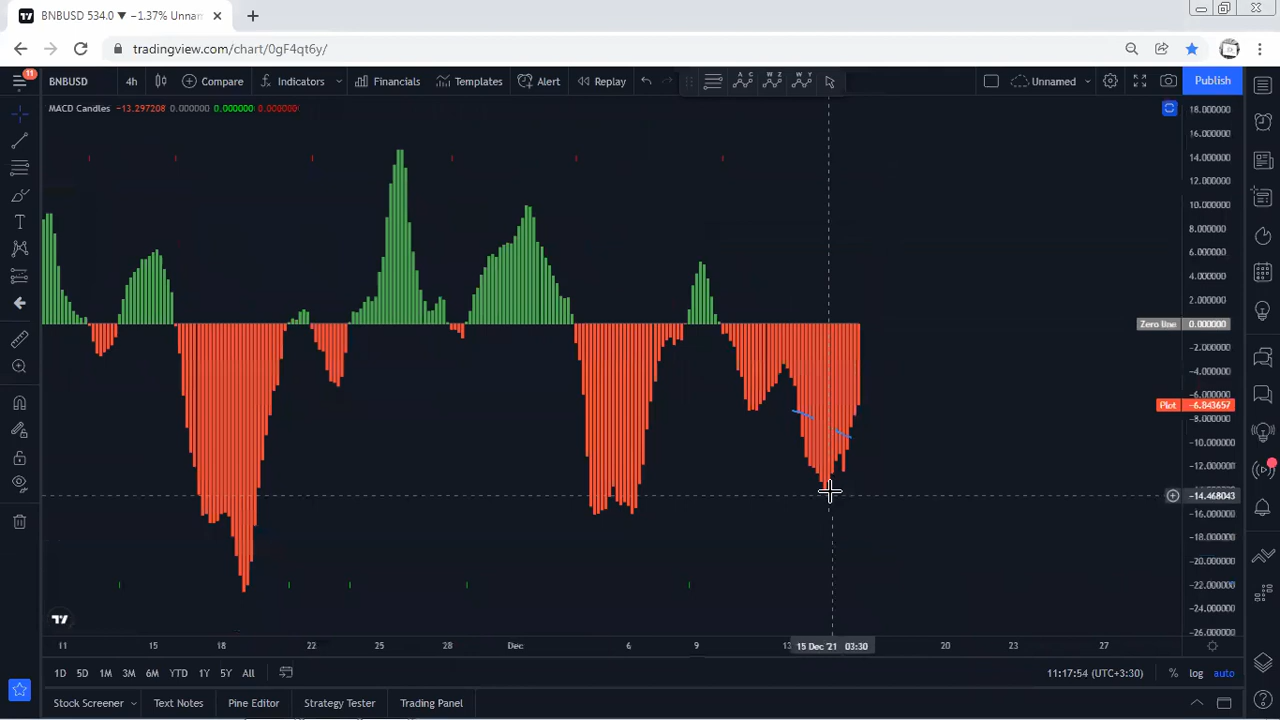 BNBUSD 534.0 ▼ −1.37% Unnam
tradingview.com/chart/0gF4qt6y/
11
BNBUSD 4h Compare Indicators Financials Templates Alert Replay Unnamed Publish
MACD Candles −13.297208 0.000000 0.000000 0.000000
18.000000
16.000000
14.000000
12.000000
10.000000
8.000000
6.000000
4.000000
2.000000
Zero line 0.000000
−2.000000
−4.000000
−6.000000
Plot −6.843657
−8.000000
−10.000000
−12.000000
−14.468043
−16.000000
−18.000000
−20.000000
−22.000000
−24.000000
−26.000000
11 15 18 22 25 28 Dec 6 9 13 15 Dec '21 03:30 20 23 27
1D 5D 1M 3M 6M YTD 1Y 5Y All 11:17:54 (UTC+3:30) % log auto
Stock Screener Text Notes Pine Editor Strategy Tester Trading Panel